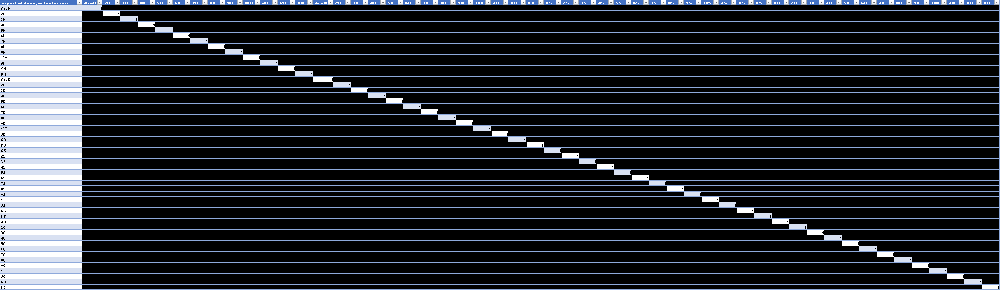 expected down, actual across AceH 2H 3H 4H 5H 6H 7H 8H 9H 10H JH QH KH AceD 2D 3D 4D 5D 6D 7D 8D 9D 10D JD QD KD AS 2S 3S 4S 5S 6S 7S 8S 9S 10S JS QS KS AC 2C 3C 4C 5C 6C 7C 8C 9C 10C JC QC KC
AceH 1
2H 1
3H 1
4H 1
5H 1
6H 1
7H 1
8H 1
9H 1
10H 1
JH 1
QH 1
KH 1
AceD 1
2D 1
3D 1
4D 1
5D 1
6D 1
7D 1
8D 1
9D 1
10D 1
JD 1
QD 1
KD 1
AS 1
2S 1
3S 1
4S 1
5S 1
6S 1
7S 1
8S 1
9S 1
10S 1
JS 1
QS 1
KS 1
AC 1
2C 1
3C 1
4C 1
5C 1
6C 1
7C 1
8C 1
9C 1
10C 1
JC 1
QC 1
KC 1